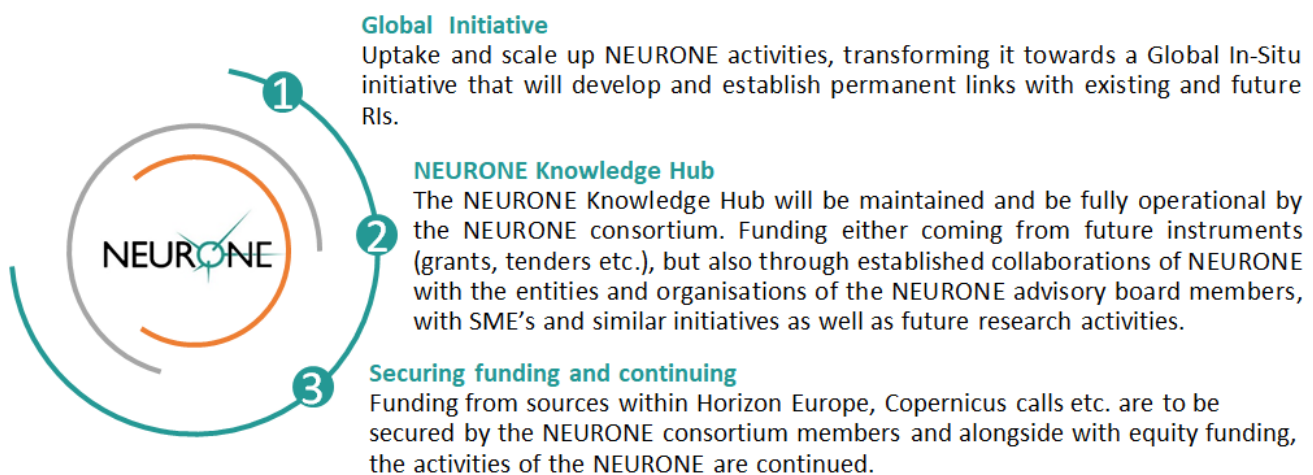 Global Initiative
Uptake and scale up NEURONE activities, transforming it towards a Global In-Situ
initiative that will develop and establish permanent links with existing and future
RIs.
1
NEURONE Knowledge Hub
The NEURONE Knowledge Hub will be maintained and be fully operational by
the NEURONE consortium. Funding either coming from future instruments
(grants, tenders etc.), but also through established collaborations of NEURONE
with the entities and organisations of the NEURONE advisory board members,
with SME's and similar initiatives as well as future research activities.
2
NEURONE
Securing funding and continuing
Funding from sources within Horizon Europe, Copernicus calls etc. are to be
secured by the NEURONE consortium members and alongside with equity funding,
the activities of the NEURONE are continued.
3